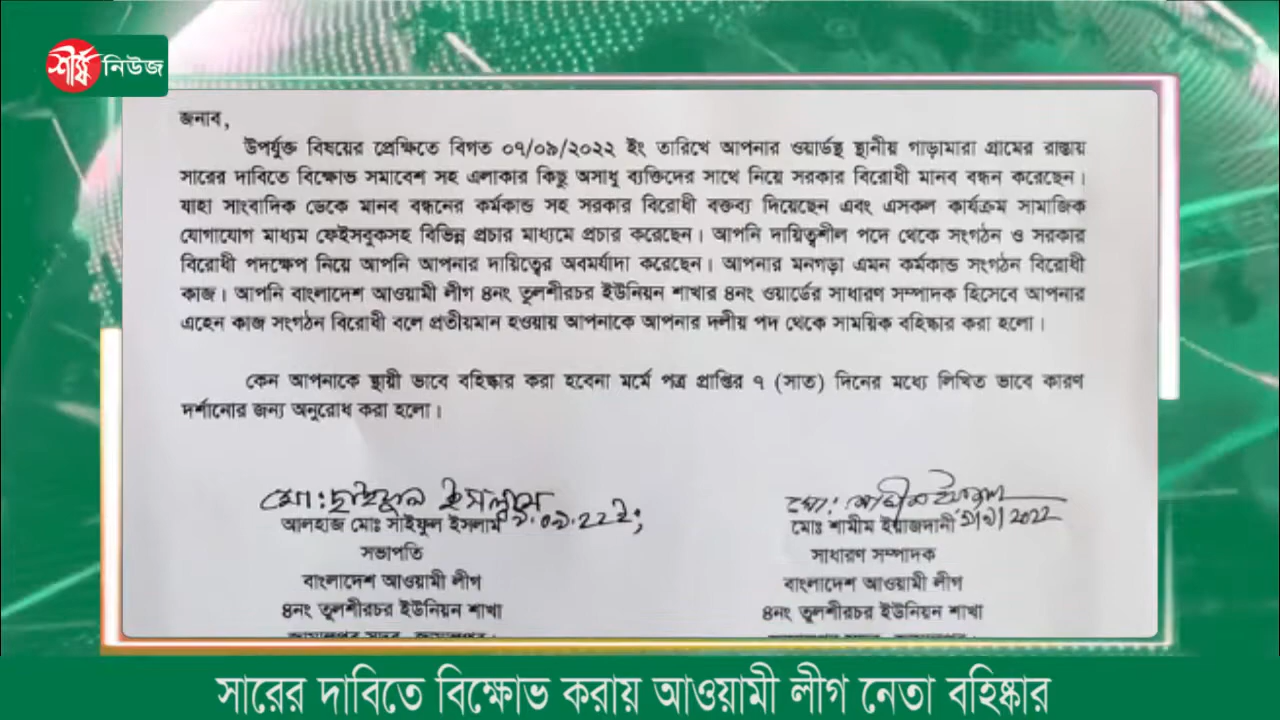 শীর্ষ নিউজ
জনাব,
উপর্যুক্ত বিষয়ের প্রেক্ষিতে বিগত ০৭/০৯/২০২২ ইং তারিখে আপনার ওয়ার্ডস্থ স্থানীয় গাড়ামারা গ্রামের রাস্তায়
সারের দাবিতে বিক্ষোভ সমাবেশ সহ এলাকার কিছু অসাধু ব্যক্তিদের সাথে নিয়ে সরকার বিরোধী মানব বন্ধন করেছেন।
যাহা সাংবাদিক ডেকে মানব বন্ধনের কর্মকান্ড সহ সরকার বিরোধী বক্তব্য দিয়েছেন এবং এসকল কার্যক্রম সামাজিক
যোগাযোগ মাধ্যম ফেইসবুকসহ বিভিন্ন প্রচার মাধ্যমে প্রচার করেছেন। আপনি দায়িত্বশীল পদে থেকে সংগঠন ও সরকার
বিরোধী পদক্ষেপ নিয়ে আপনি আপনার দায়িত্বের অবমর্যাদা করেছেন। আপনার মনগড়া এমন কর্মকান্ড সংগঠন বিরোধী
কাজ। আপনি বাংলাদেশ আওয়ামী লীগ ৪নং তুলশীরচর ইউনিয়ন শাখার ৪নং ওয়ার্ডের সাধারণ সম্পাদক হিসেবে আপনার
এহেন কাজ সংগঠন বিরোধী বলে প্রতীয়মান হওয়ায় আপনাকে আপনার দলীয় পদ থেকে সাময়িক বহিষ্কার করা হলো।
কেন আপনাকে স্থায়ী ভাবে বহিষ্কার করা হবেনা মর্মে পত্র প্রাপ্তির ৭ (সাত) দিনের মধ্যে লিখিত ভাবে কারণ
দর্শানোর জন্য অনুরোধ করা হলো।
মো: ছাইফুল ইসলাম
আলহাজ মোঃ সাইফুল ইসলাম
সভাপতি
বাংলাদেশ আওয়ামী লীগ
৪নং তুলশীরচর ইউনিয়ন শাখা
মোঃ শামীম ইয়াজদানী
সাধারণ সম্পাদক
বাংলাদেশ আওয়ামী লীগ
৪নং তুলশীরচর ইউনিয়ন শাখা
সারের দাবিতে বিক্ষোভ করায় আওয়ামী লীগ নেতা বহিষ্কার